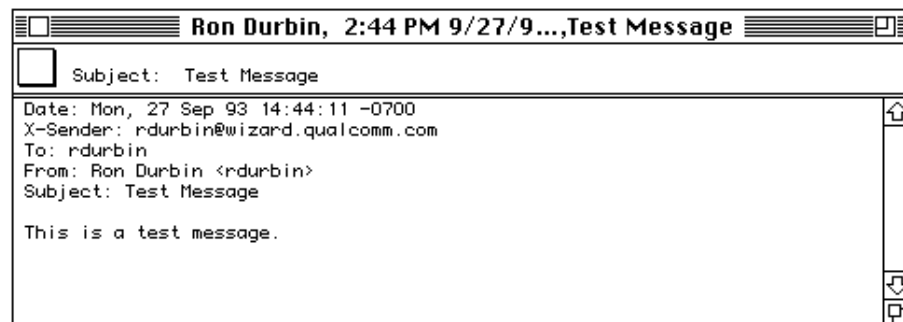 Ron Durbin, 2:44 PM 9/27/9...,Test Message
Subject: Test Message
Date: Mon, 27 Sep 93 14:44:11 -0700
X-Sender: rdurbin@wizard.qualcomm.com
To: rdurbin
From: Ron Durbin <rdurbin>
Subject: Test Message
This is a test message.